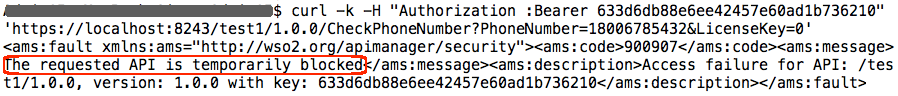 $ curl -k -H "Authorization :Bearer 633d6db88e6ee42457e60ad1b736210"
'https://localhost:8243/test1/1.0.0/CheckPhoneNumber?PhoneNumber=18006785432&LicenseKey=0'
<ams:fault xmlns:ams="http://wso2.org/apimanager/security"><ams:code>900907</ams:code><ams:message>
The requested API is temporarily blocked</ams:message><ams:description>Access failure for API: /tes
t1/1.0.0, version: 1.0.0 with key: 633d6db88e6ee42457e60ad1b736210</ams:description></ams:fault>